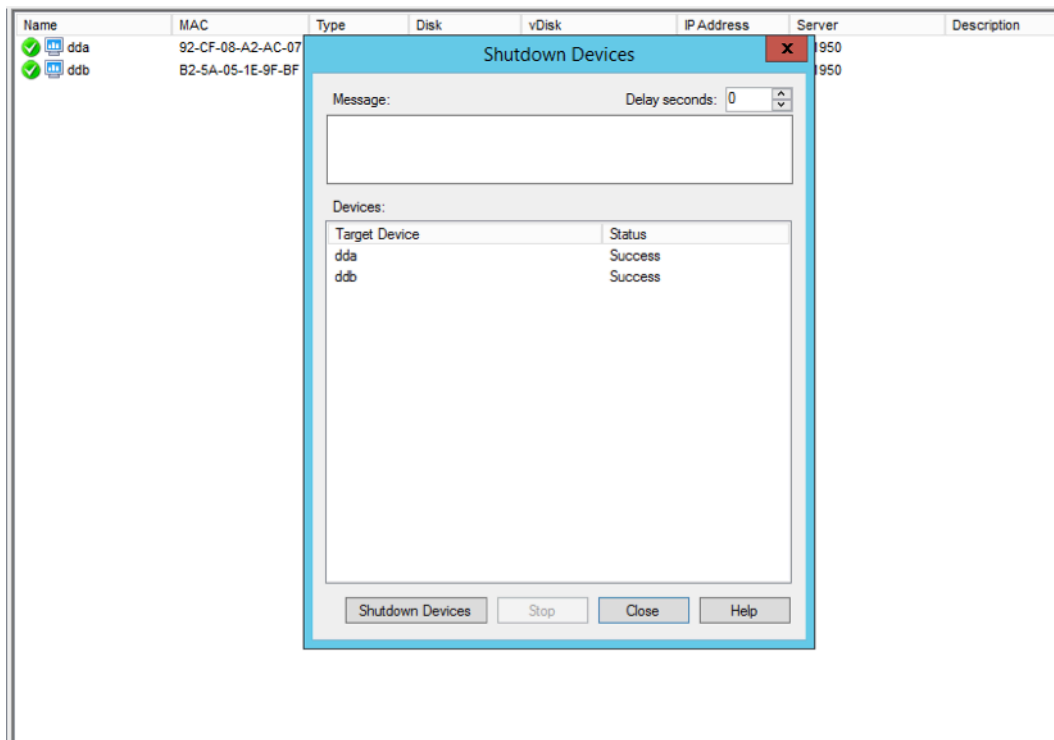 Name MAC Type Disk vDisk IP Address Server Description
Shutdown Devices x
dda 92-CF-08-A2-AC-07 1950
ddb B2-5A-05-1E-9F-BF 1950
Message: Delay seconds: 0
Devices:
Target Device Status
dda Success
ddb Success
Shutdown Devices Stop Close Help